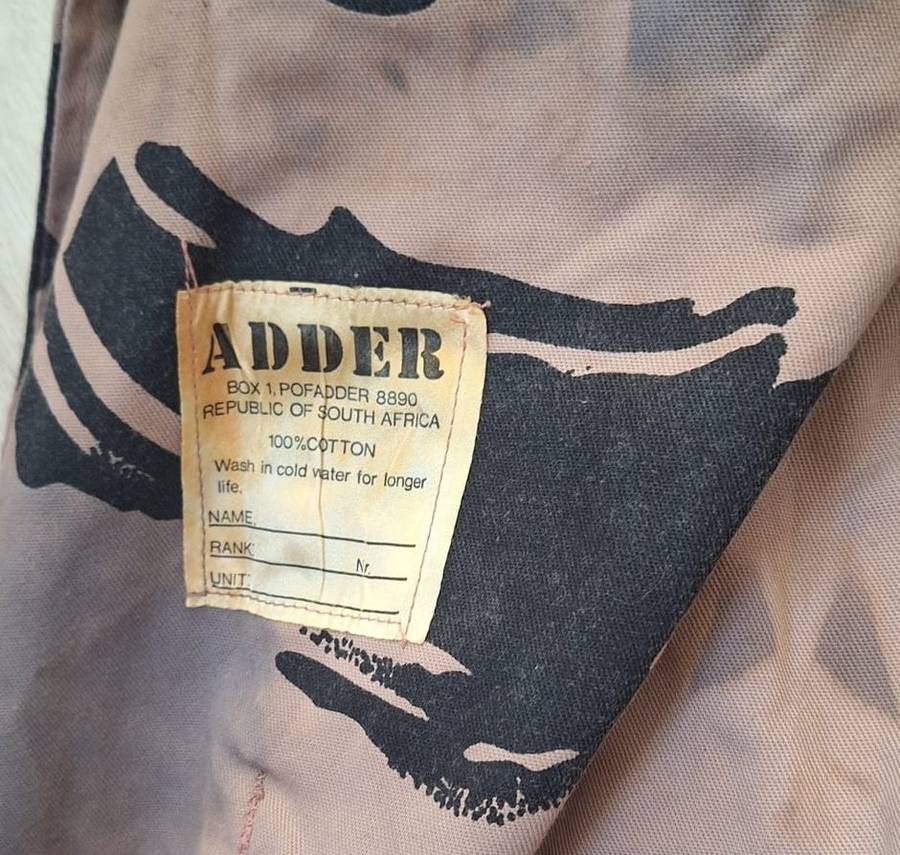 ADDER
BOX 1, POFADDER 8890
REPUBLIC OF SOUTH AFRICA
100%COTTON
Wash in cold water for longer
life.
NAME.
RANK:
Nr.
UNIT: